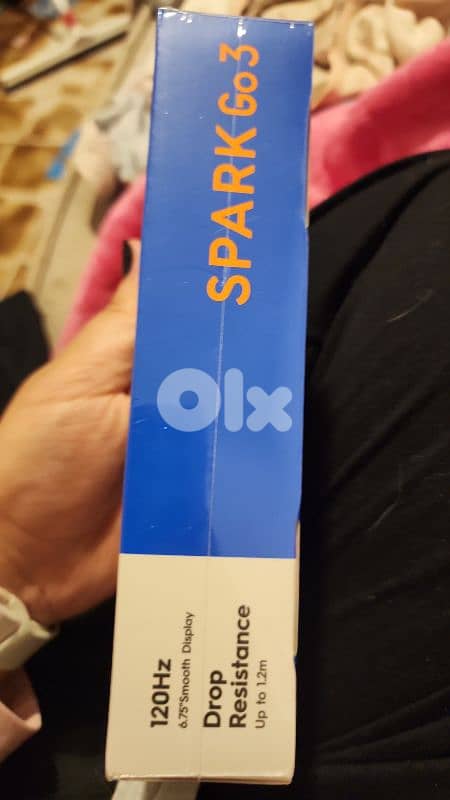 SPARK Go 3
olx
120Hz
6.75"Smooth Display
Drop
Resistance
Up to 1.2m